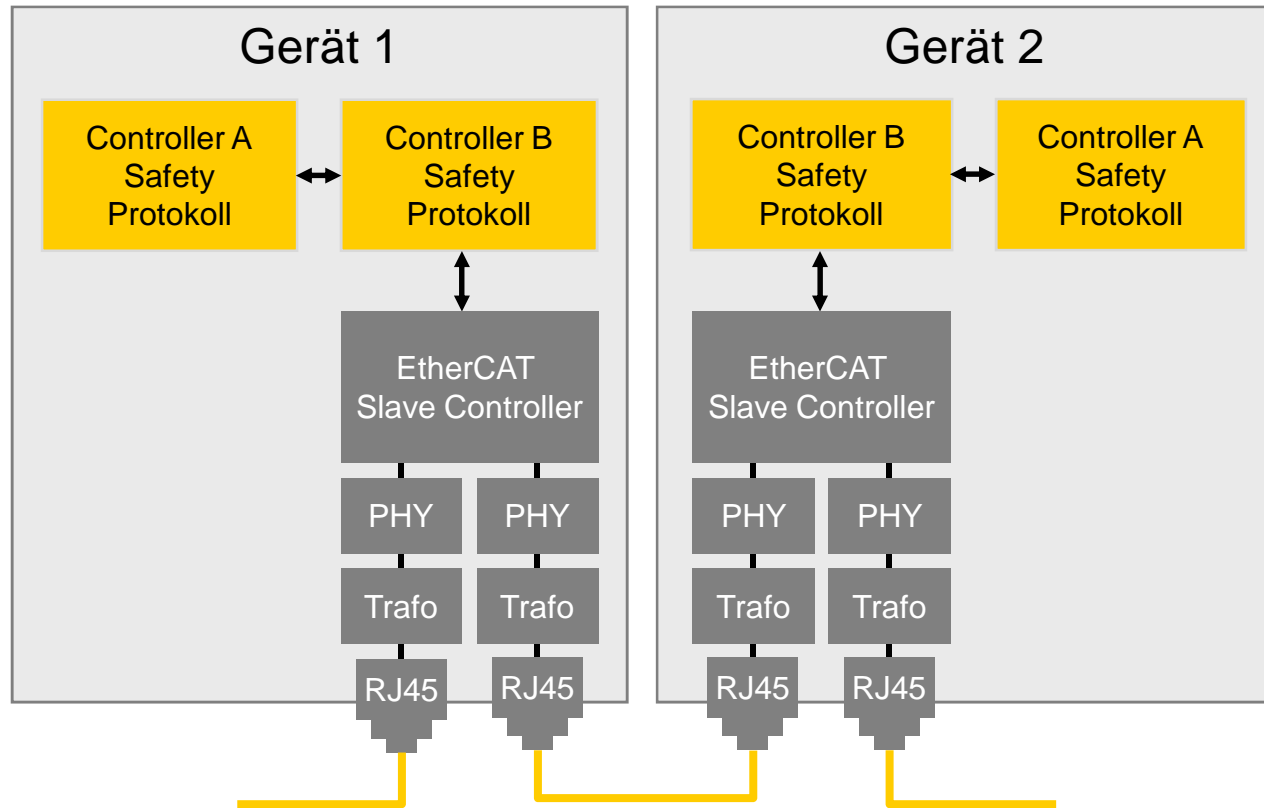 Gerät 1
Controller A
Safety
Protokoll
Controller B
Safety
Protokoll
EtherCAT
Slave Controller
PHY
PHY
Trafo
Trafo
RJ45
RJ45
Gerät 2
Controller B
Safety
Protokoll
Controller A
Safety
Protokoll
EtherCAT
Slave Controller
PHY
PHY
Trafo
Trafo
RJ45
RJ45